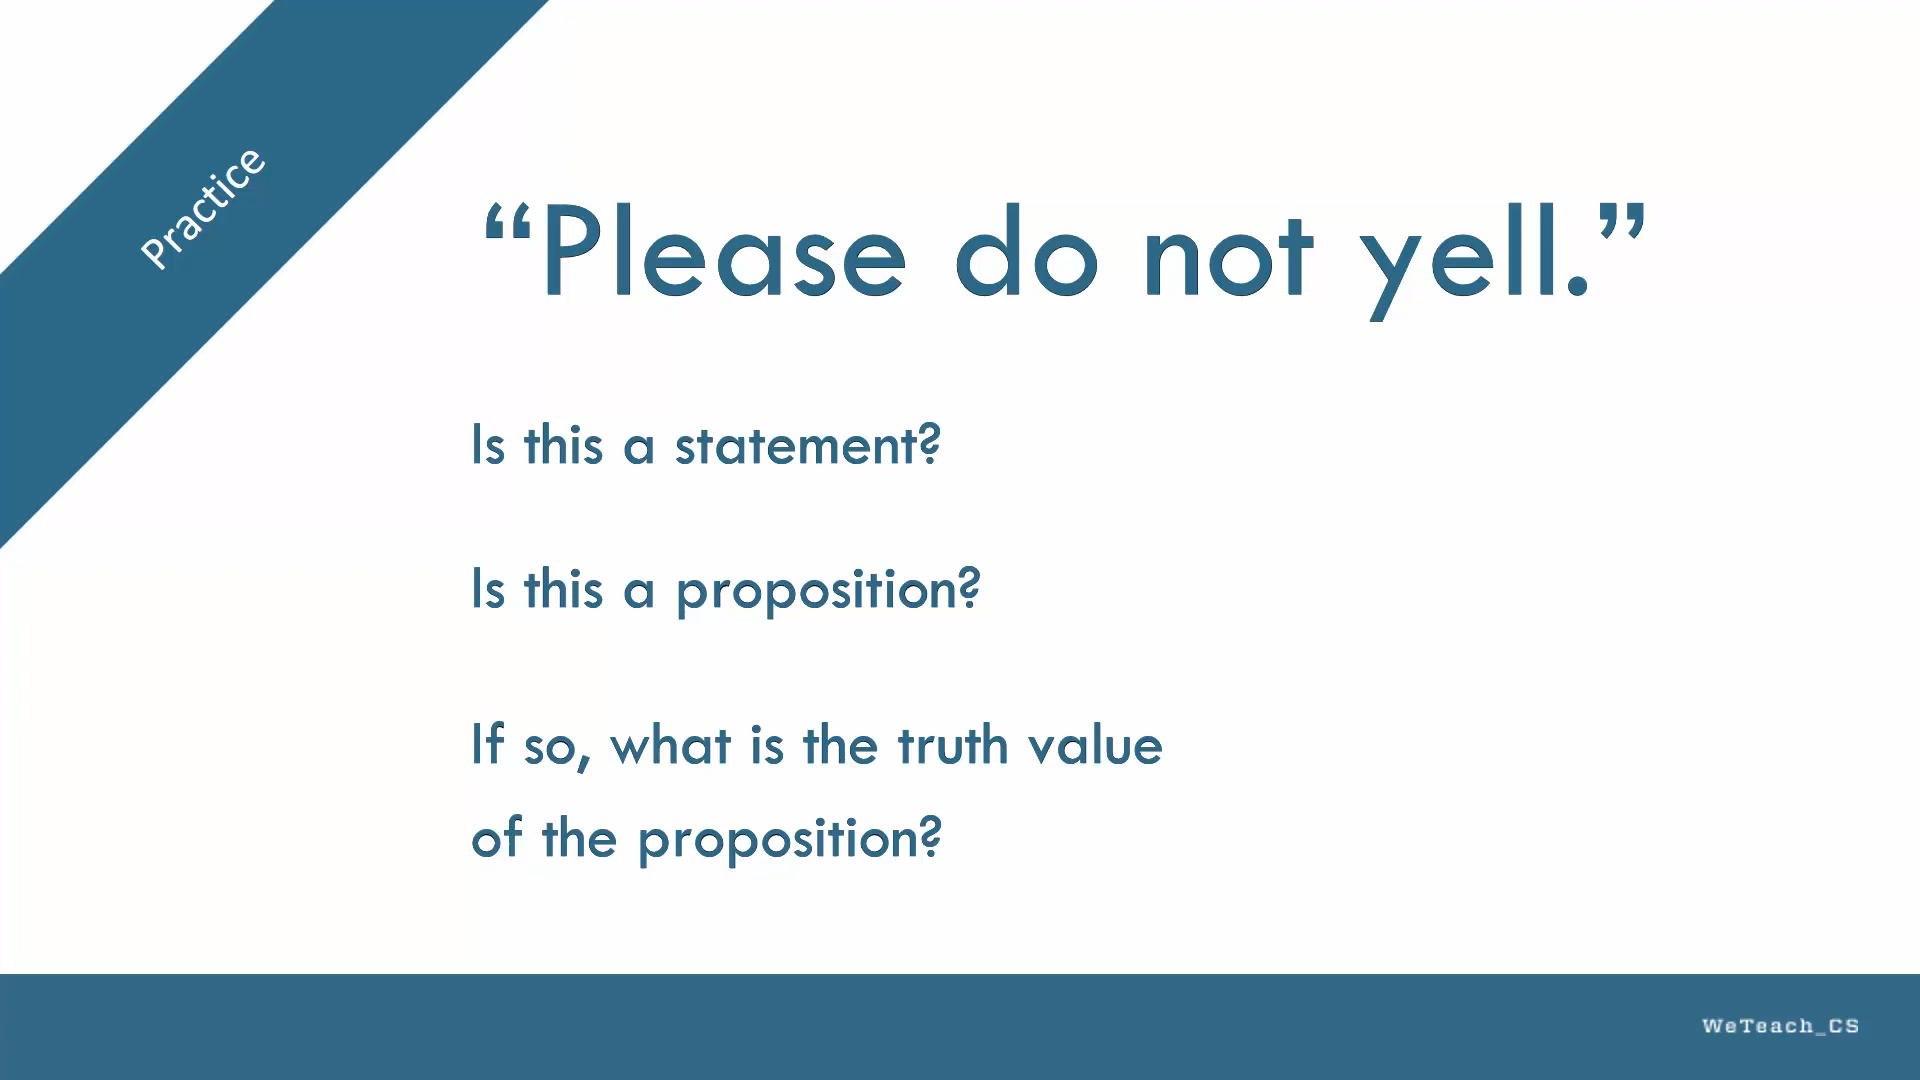 Practice
“Please do not yell.”
Is this a statement?
Is this a proposition?
If so, what is the truth value
of the proposition?
WeTeach_CS